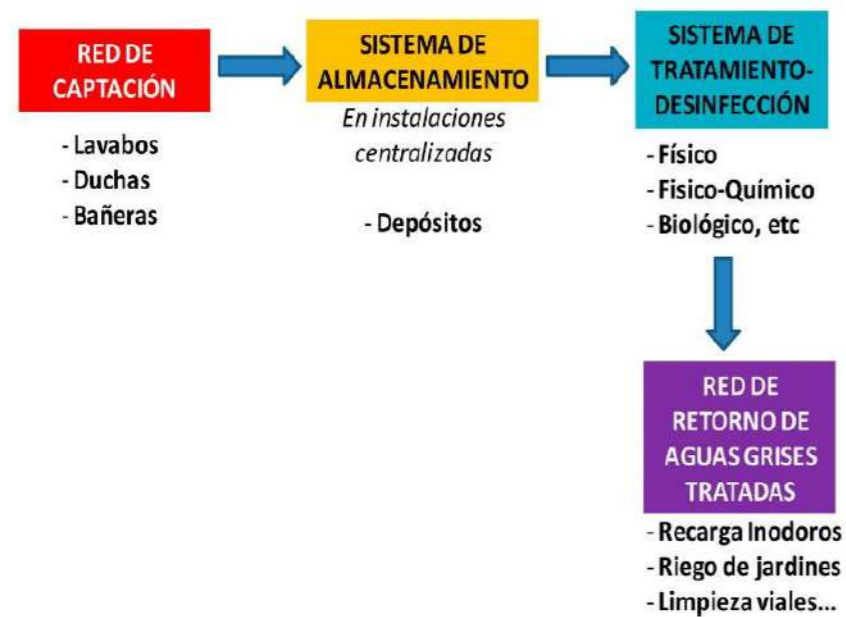 RED DE
CAPTACIÓN
- Lavabos
- Duchas
- Bañeras
SISTEMA DE
ALMACENAMIENTO
En instalaciones
centralizadas
- Depósitos
SISTEMA DE
TRATAMIENTO-
DESINFECCIÓN
- Físico
- Fisico-Químico
- Biológico, etc
RED DE
RETORNO DE
AGUAS GRISES
TRATADAS
- Recarga Inodoros
- Riego de jardines
- Limpieza viales...